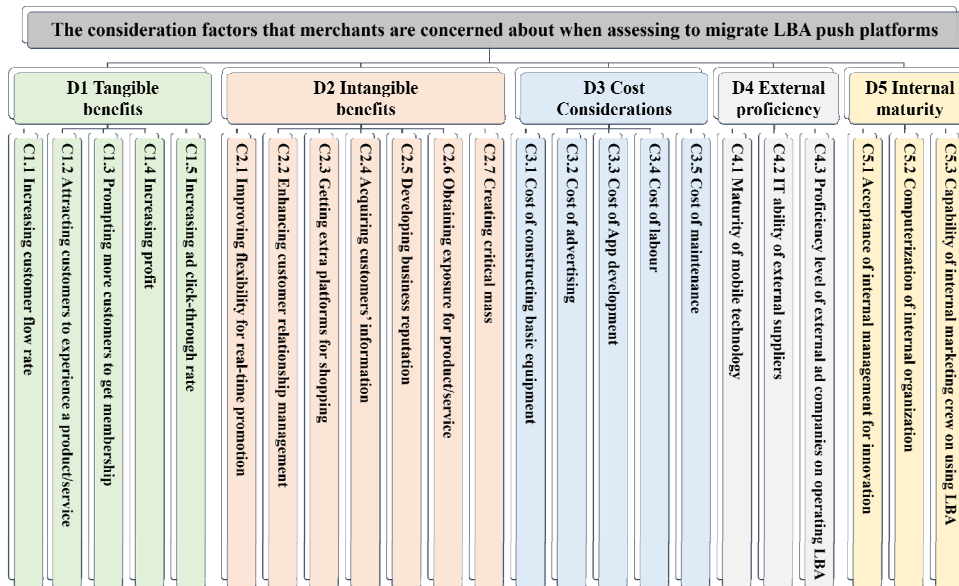 The consideration factors that merchants are concerned about when assessing to migrate LBA push platforms
D1 Tangible
benefits
D2 Intangible
benefits
D3 Cost
Considerations
D4 External
proficiency
D5 Internal
maturity
C1.1 Increasing customer flow rate
C1.2 Attracting customers to experience a product/service
C1.3 Prompting more customers to get membership
C1.4 Increasing profit
C1.5 Increasing ad click-through rate
C2.1 Improving flexibility for real-time promotion
C2.2 Enhancing customer relationship management
C2.3 Getting extra platforms for shopping
C2.4 Acquiring customers’ information
C2.5 Developing business reputation
C2.6 Obtaining exposure for product/service
C2.7 Creating critical mass
C3.1 Cost of constructing basic equipment
C3.2 Cost of advertising
C3.3 Cost of App development
C3.4 Cost of labour
C3.5 Cost of maintenance
C4.1 Maturity of mobile technology
C4.2 IT ability of external suppliers
C4.3 Proficiency level of external ad companies on operating LBA
C5.1 Acceptance of internal management for innovation
C5.2 Computerization of internal organization
C5.3 Capability of internal marketing crew on using LBA